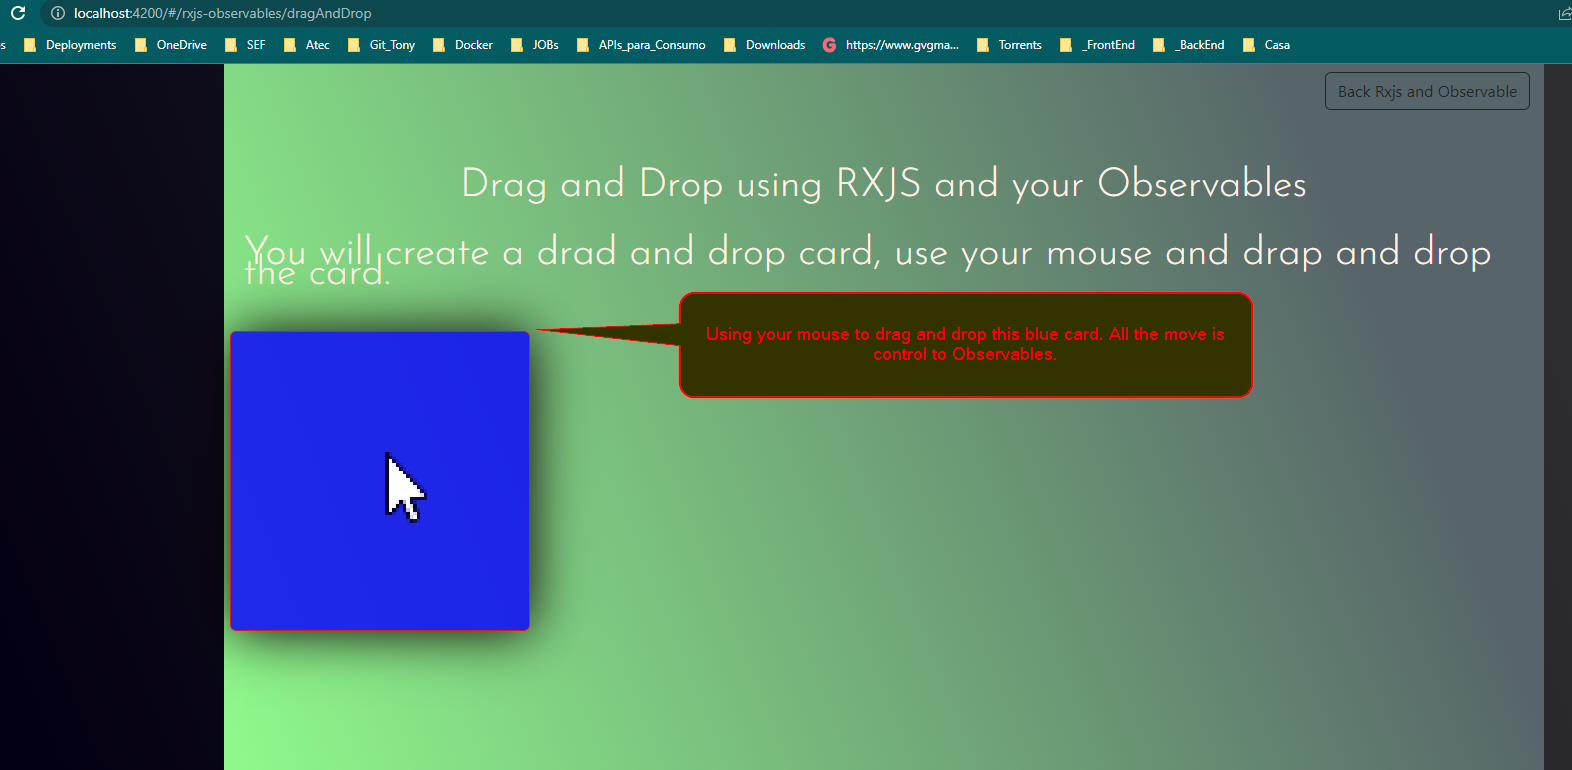 localhost:4200/#/rxjs-observables/dragAndDrop
s Deployments OneDrive SEF Atec Git_Tony Docker JOBs APIs_para_Consumo Downloads G https://www.gvgma... Torrents _FrontEnd _BackEnd Casa
Back Rxjs and Observable
Drag and Drop using RXJS and your Observables
You will create a drad and drop card, use your mouse and drap and drop
the card.
Using your mouse to drag and drop this blue card. All the move is
control to Observables.